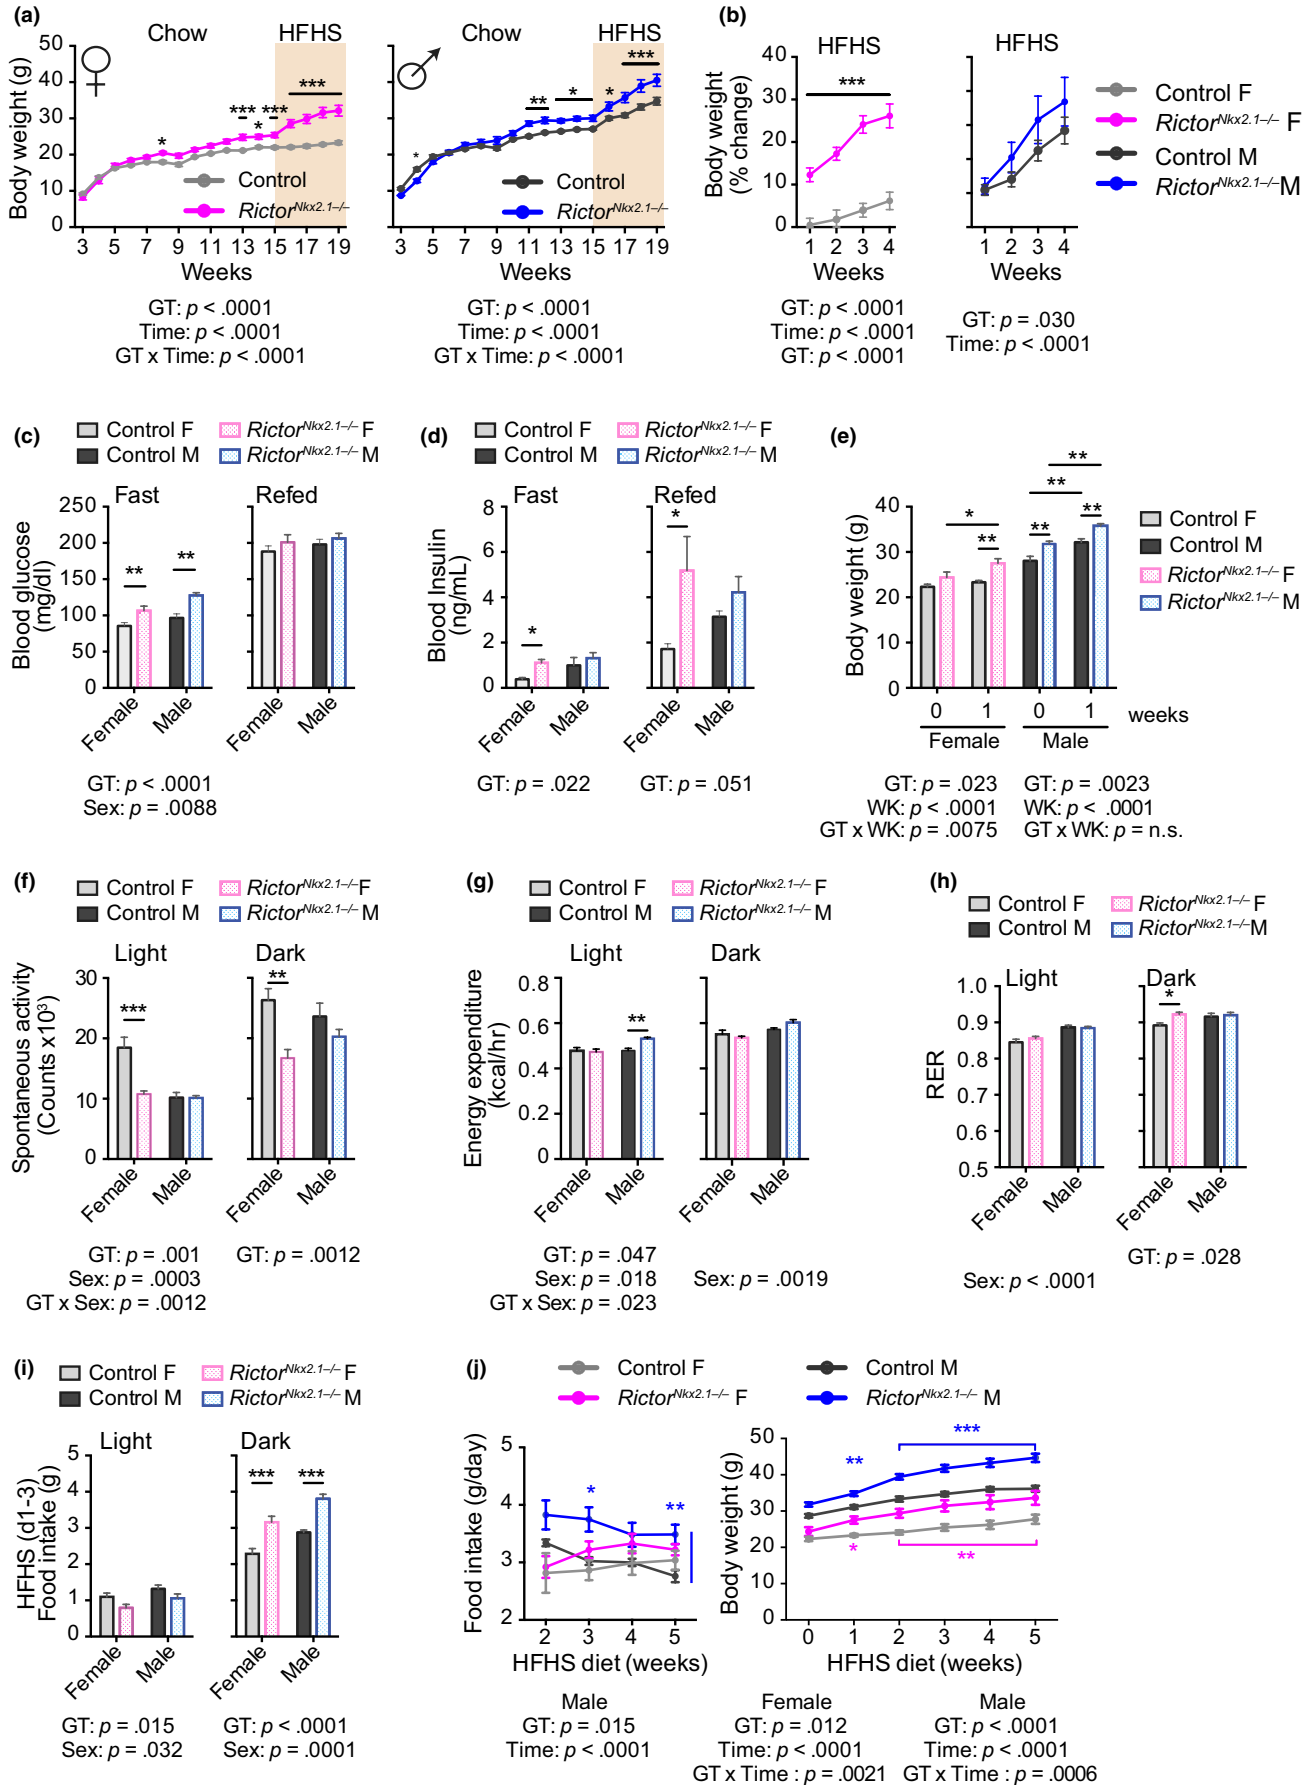 (a)
Chow
HFHS
Body weight (g)
50
40
30
20
10
0
***
***
***
*
*
Control
Rictor^Nkx2.1–/–
3 5 7 9 11 13 15 17 19
Weeks
GT: p < .0001
Time: p < .0001
GT x Time: p < .0001
Chow
HFHS
***
**
*
*
*
Control
Rictor^Nkx2.1–/–
3 5 7 9 11 13 15 17 19
Weeks
GT: p < .0001
Time: p < .0001
GT x Time: p < .0001
(b)
HFHS
Body weight (% change)
40
30
20
10
0
***
1 2 3 4
Weeks
GT: p < .0001
Time: p < .0001
GT: p < .0001
HFHS
1 2 3 4
Weeks
GT: p = .030
Time: p < .0001
Control F
Rictor^Nkx2.1–/– F
Control M
Rictor^Nkx2.1–/– M
(c)
Control F
Rictor^Nkx2.1–/– F
Control M
Rictor^Nkx2.1–/– M
Fast
Refed
Blood glucose (mg/dl)
250
200
150
100
50
0
**
**
Female Male
Female Male
GT: p < .0001
Sex: p = .0088
(d)
Control F
Rictor^Nkx2.1–/– F
Control M
Rictor^Nkx2.1–/– M
Fast
Refed
Blood Insulin (ng/mL)
8
6
4
2
0
*
*
Female Male
Female Male
GT: p = .022
GT: p = .051
(e)
Body weight (g)
40
30
20
10
0
**
**
*
**
**
**
0 1 0 1 weeks
Female Male
Control F
Control M
Rictor^Nkx2.1–/– F
Rictor^Nkx2.1–/– M
GT: p = .023
WK: p < .0001
GT x WK: p = .0075
GT: p = .0023
WK: p < .0001
GT x WK: p = n.s.
(f)
Control F
Rictor^Nkx2.1–/– F
Control M
Rictor^Nkx2.1–/– M
Light
Dark
Spontaneous activity (Counts x10³)
30
20
10
0
***
**
Female Male
Female Male
GT: p = .001
Sex: p = .0003
GT x Sex: p = .0012
GT: p = .0012
(g)
Control F
Rictor^Nkx2.1–/– F
Control M
Rictor^Nkx2.1–/– M
Light
Dark
Energy expenditure (kcal/hr)
0.8
0.6
0.4
0.2
0
**
Female Male
Female Male
GT: p = .047
Sex: p = .018
GT x Sex: p = .023
Sex: p = .0019
(h)
Control F
Rictor^Nkx2.1–/– F
Control M
Rictor^Nkx2.1–/– M
Light
Dark
RER
1.0
0.9
0.8
0.7
0.6
0.5
*
Female Male
Female Male
Sex: p < .0001
GT: p = .028
(i)
Control F
Rictor^Nkx2.1–/– F
Control M
Rictor^Nkx2.1–/– M
Light
Dark
HFHS (d1-3) Food intake (g)
5
4
3
2
1
0
***
***
Female Male
Female Male
GT: p = .015
Sex: p = .032
GT: p < .0001
Sex: p = .0001
(j)
Control F
Control M
Rictor^Nkx2.1–/– F
Rictor^Nkx2.1–/– M
Food intake (g/day)
5
4
3
2
*
**
2 3 4 5
HFHS diet (weeks)
Male
GT: p = .015
Time: p < .0001
Body weight (g)
50
40
30
20
10
0
***
**
*
**
0 1 2 3 4 5
HFHS diet (weeks)
Female
GT: p = .012
Time: p < .0001
GT x Time : p = .0021
Male
GT: p < .0001
Time: p < .0001
GT x Time : p = .0006